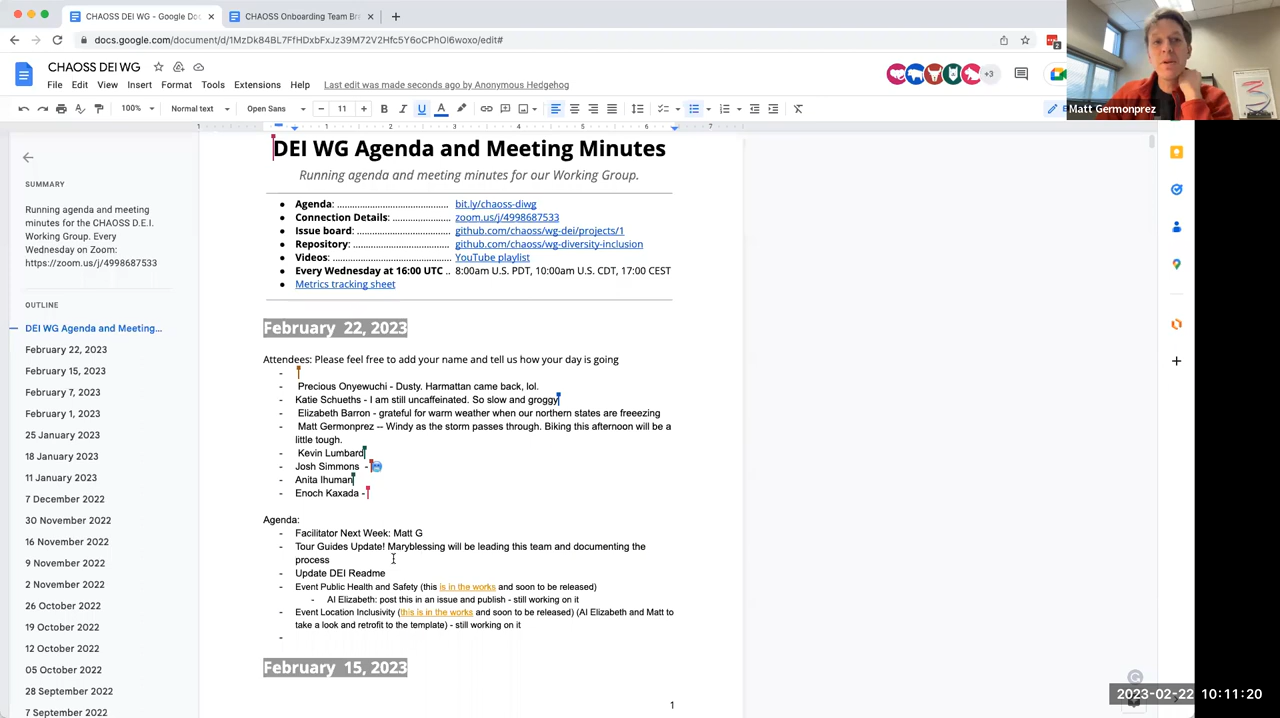 CHAOSS DEI WG - Google Doc
CHAOSS Onboarding Team Bre
docs.google.com/document/d/1MzDk84BL7FfHDxbFxJz39M72V2Hfc5Y6oCPhOl6woxo/edit#
CHAOSS DEI WG
File Edit View Insert Format Tools Extensions Help Last edit was made seconds ago by Anonymous Hedgehog
+3
100% Normal text Open Sans 11
Matt Germonprez
SUMMARY
Running agenda and meeting
minutes for the CHAOSS D.E.I.
Working Group. Every
Wednesday on Zoom:
https://zoom.us/j/4998687533
OUTLINE
DEI WG Agenda and Meeting...
February 22, 2023
February 15, 2023
February 7, 2023
February 1, 2023
25 January 2023
18 January 2023
11 January 2023
7 December 2022
30 November 2022
16 November 2022
9 November 2022
2 November 2022
26 October 2022
19 October 2022
12 October 2022
05 October 2022
28 September 2022
7 September 2022
DEI WG Agenda and Meeting Minutes
Running agenda and meeting minutes for our Working Group.
● Agenda: ............................................. bit.ly/chaoss-diwg
● Connection Details: ...................... zoom.us/j/4998687533
● Issue board: .................................... github.com/chaoss/wg-dei/projects/1
● Repository: ...................................... github.com/chaoss/wg-diversity-inclusion
● Videos: .............................................. YouTube playlist
● Every Wednesday at 16:00 UTC .. 8:00am U.S. PDT, 10:00am U.S. CDT, 17:00 CEST
● Metrics tracking sheet
February 22, 2023
Attendees: Please feel free to add your name and tell us how your day is going
-
- Precious Onyewuchi - Dusty. Harmattan came back, lol.
- Katie Schueths - I am still uncaffeinated. So slow and groggy
- Elizabeth Barron - grateful for warm weather when our northern states are freeezing
- Matt Germonprez -- Windy as the storm passes through. Biking this afternoon will be a
little tough.
- Kevin Lumbard
- Josh Simmons - 🥶
- Anita Ihuman
- Enoch Kaxada -
Agenda:
- Facilitator Next Week: Matt G
- Tour Guides Update! Maryblessing will be leading this team and documenting the
process
- Update DEI Readme
- Event Public Health and Safety (this is in the works and soon to be released)
- AI Elizabeth: post this in an issue and publish - still working on it
- Event Location Inclusivity (this is in the works and soon to be released) (AI Elizabeth and Matt to
take a look and retrofit to the template) - still working on it
-
February 15, 2023
1
2023-02-22 10:11:20